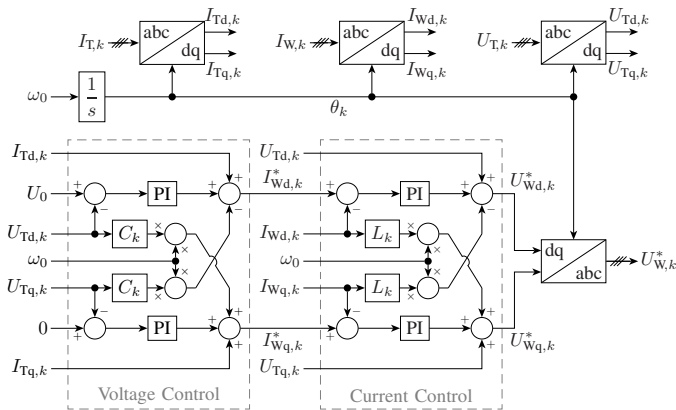 I_{T,k} abc dq I_{Td,k} I_{Tq,k}
I_{W,k} abc dq I_{Wd,k} I_{Wq,k}
U_{T,k} abc dq U_{Td,k} U_{Tq,k}
ω_0 1/s θ_k
I_{Td,k} + I^*_{Wd,k} U_{Td,k} + U^*_{Wd,k}
U_0 + − PI + − + − PI + −
U_{Td,k} C_k × × I_{Wd,k} L_k × ×
ω_0 ω_0 dq abc U^*_{W,k}
U_{Tq,k} C_k × × I_{Wq,k} L_k × ×
0 + − PI + + + − PI + +
I_{Tq,k} + I^*_{Wq,k} U_{Tq,k} + U^*_{Wq,k}
Voltage Control Current Control